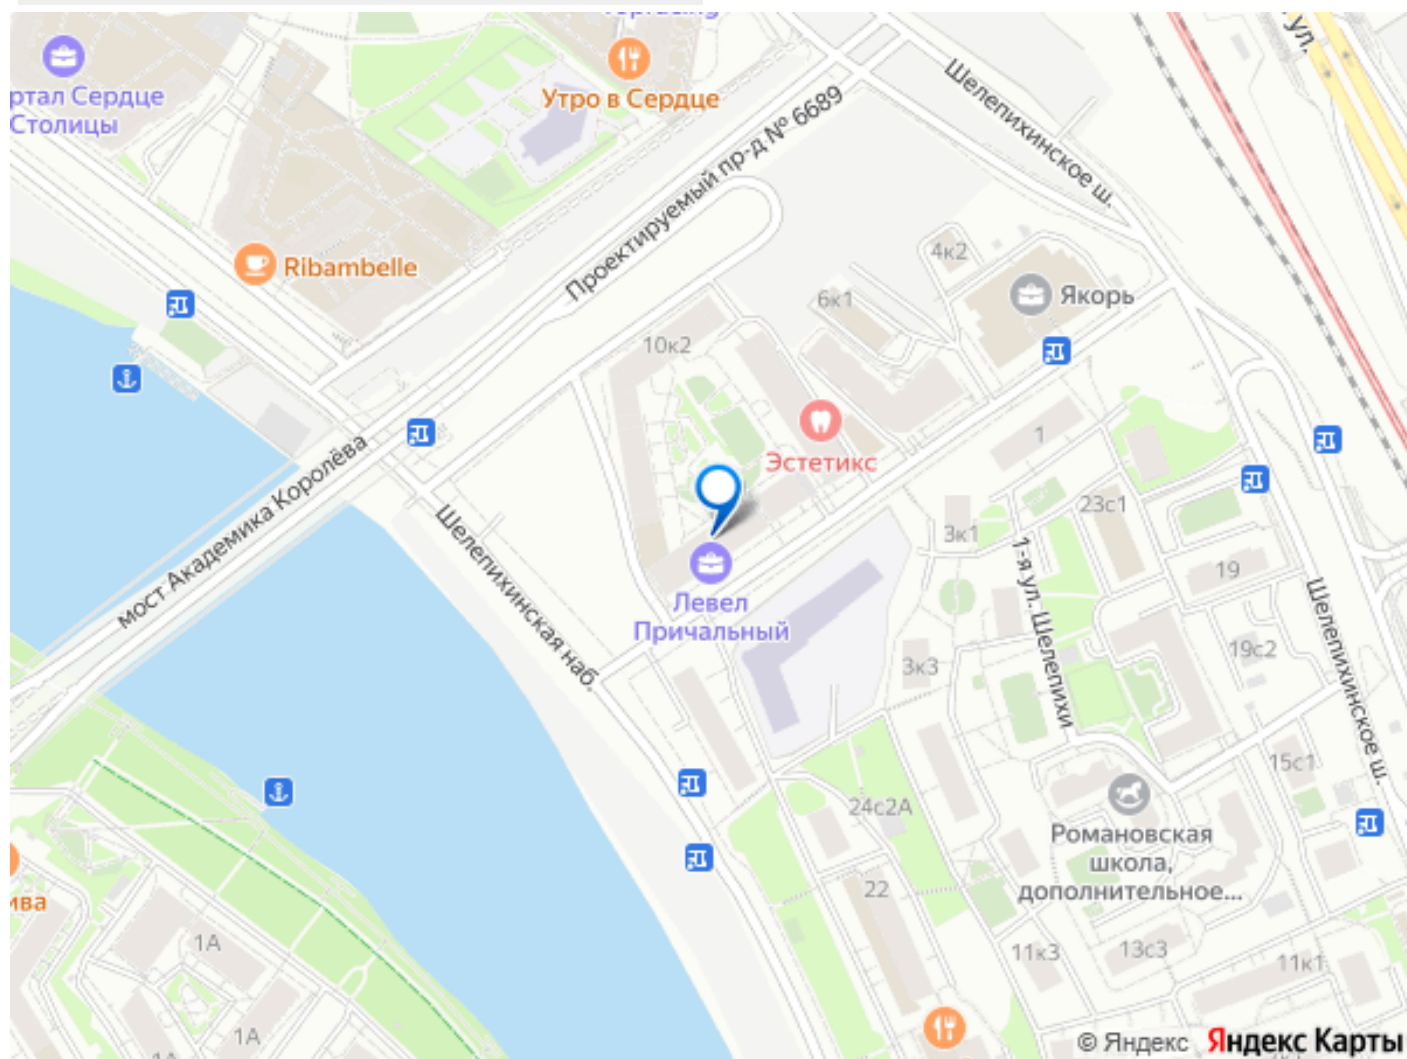 ул.
ртал Сердце
Столицы
Утро в Сердце
Шелепихинское ш.
Проектируемый пр-д № 6689
Ribambelle
4к2
6к1
Якорь
10к2
Эстетикс
1
мост Академика Королёва
Шелепихинская наб.
23с1
3к1
1-я ул. Шелепихи
19
Левел
Причальный
19с2
3к3
Шелепихинское ш.
15с1
24с2А
Романовская
школа,
дополнительное...
22
ива
1А
11к3
13с3
11к1
1А
1А
© Яндекс Яндекс Карты